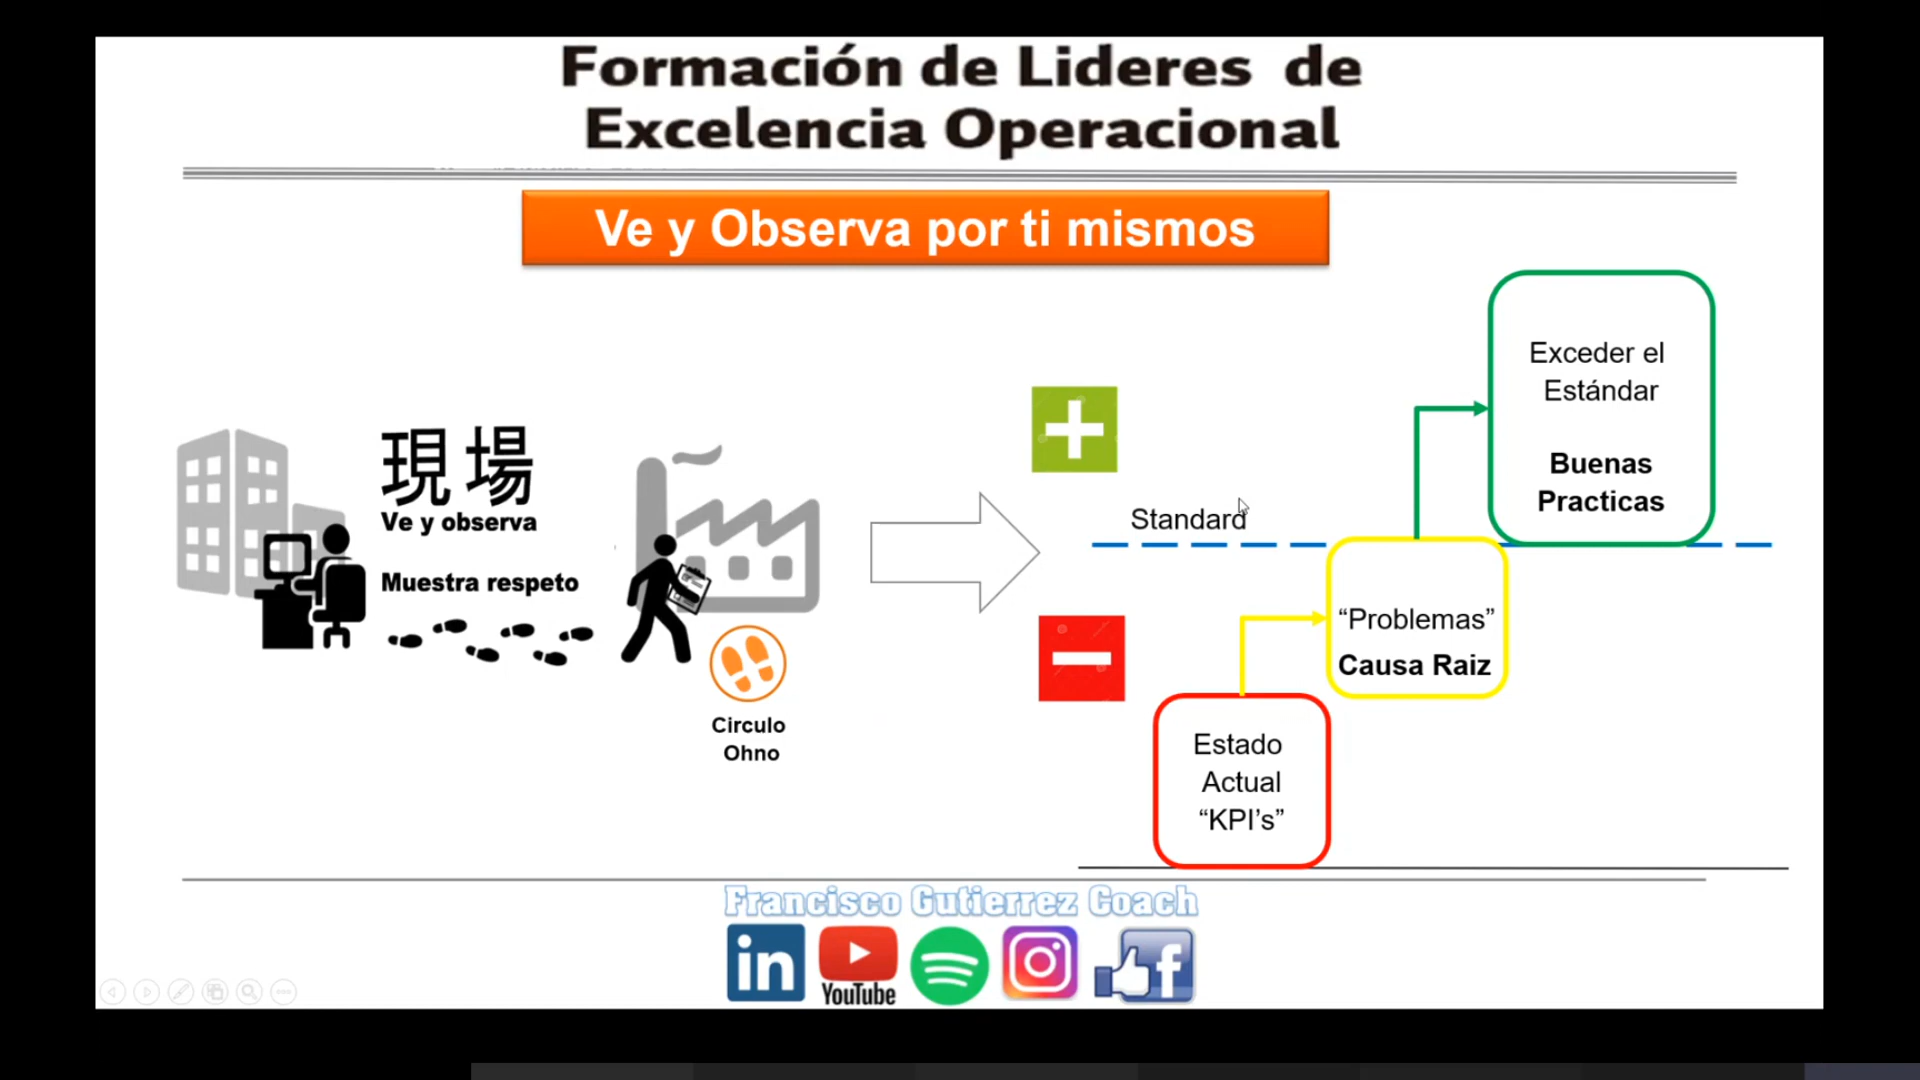 Formación de Lideres de
Excelencia Operacional
Ve y Observa por ti mismos
現場
Ve y observa
Muestra respeto
Circulo
Ohno
Standard
Exceder el
Estándar
Buenas
Practicas
“Problemas”
Causa Raiz
Estado
Actual
“KPI’s”
Francisco Gutierrez Coach
in
YouTube
f